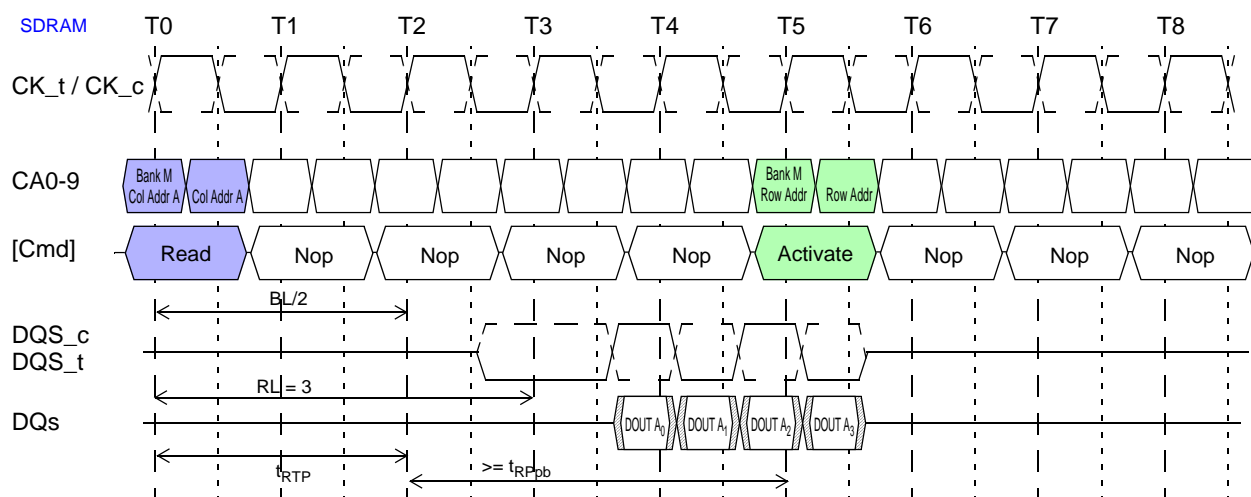 SDRAM T0 T1 T2 T3 T4 T5 T6 T7 T8
CK_t / CK_c
CA0-9
Bank M
Col Addr A
Col Addr A
Bank M
Row Addr
Row Addr
[Cmd] Read Nop Nop Nop Nop Activate Nop Nop Nop
BL/2
DQS_c
DQS_t
RL = 3
DQs DOUT A0 DOUT A1 DOUT A2 DOUT A3
tRTP
>= tRPpb